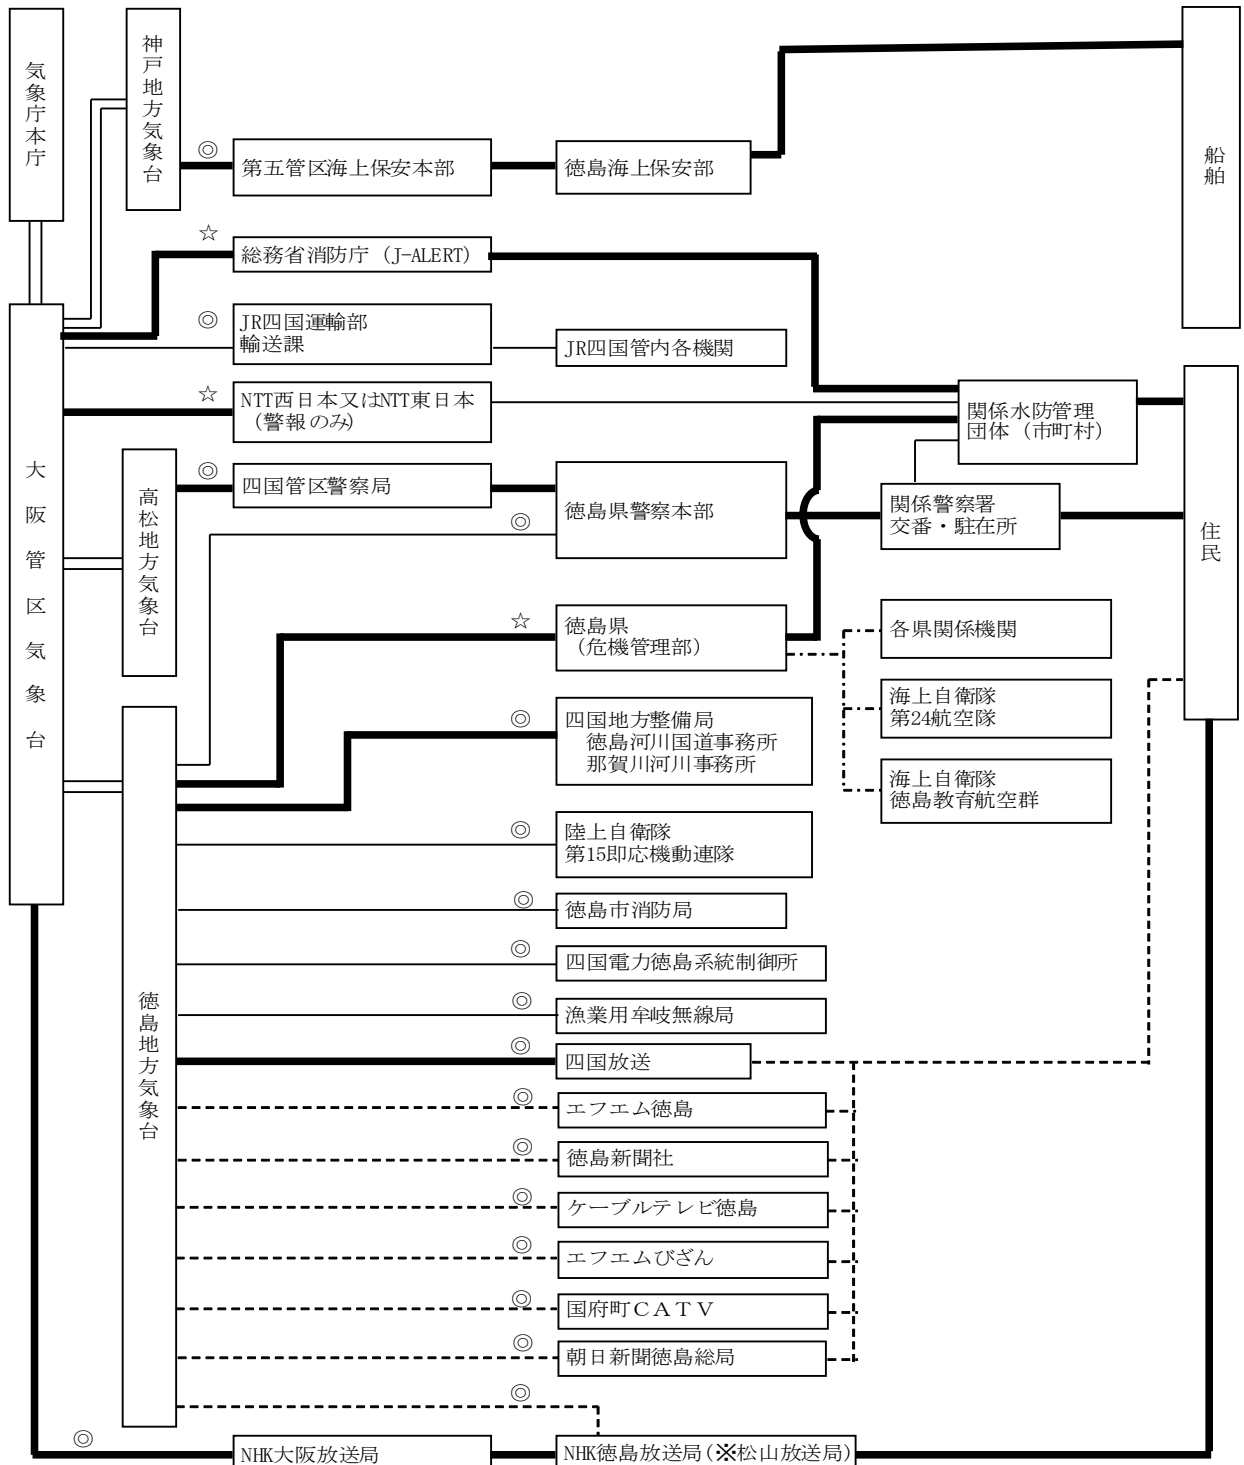 気象庁本庁
神戸地方気象台
◎
第五管区海上保安本部
徳島海上保安部
船舶
☆
総務省消防庁（J-ALERT）
◎
JR四国運輸部
輸送課
JR四国管内各機関
☆
NTT西日本又はNTT東日本
（警報のみ）
関係水防管理
団体（市町村）
大阪管区気象台
高松地方気象台
◎
四国管区警察局
◎
徳島県警察本部
関係警察署
交番・駐在所
住民
☆
徳島県
（危機管理部）
各県関係機関
海上自衛隊
第24航空隊
海上自衛隊
徳島教育航空群
徳島地方気象台
◎
四国地方整備局
徳島河川国道事務所
那賀川河川事務所
◎
陸上自衛隊
第15即応機動連隊
◎
徳島市消防局
◎
四国電力徳島系統制御所
◎
漁業用牟岐無線局
◎
四国放送
◎
エフエム徳島
◎
徳島新聞社
◎
ケーブルテレビ徳島
◎
エフエムびざん
◎
国府町ＣＡＴＶ
◎
朝日新聞徳島総局
◎
◎
NHK大阪放送局
NHK徳島放送局(※松山放送局)